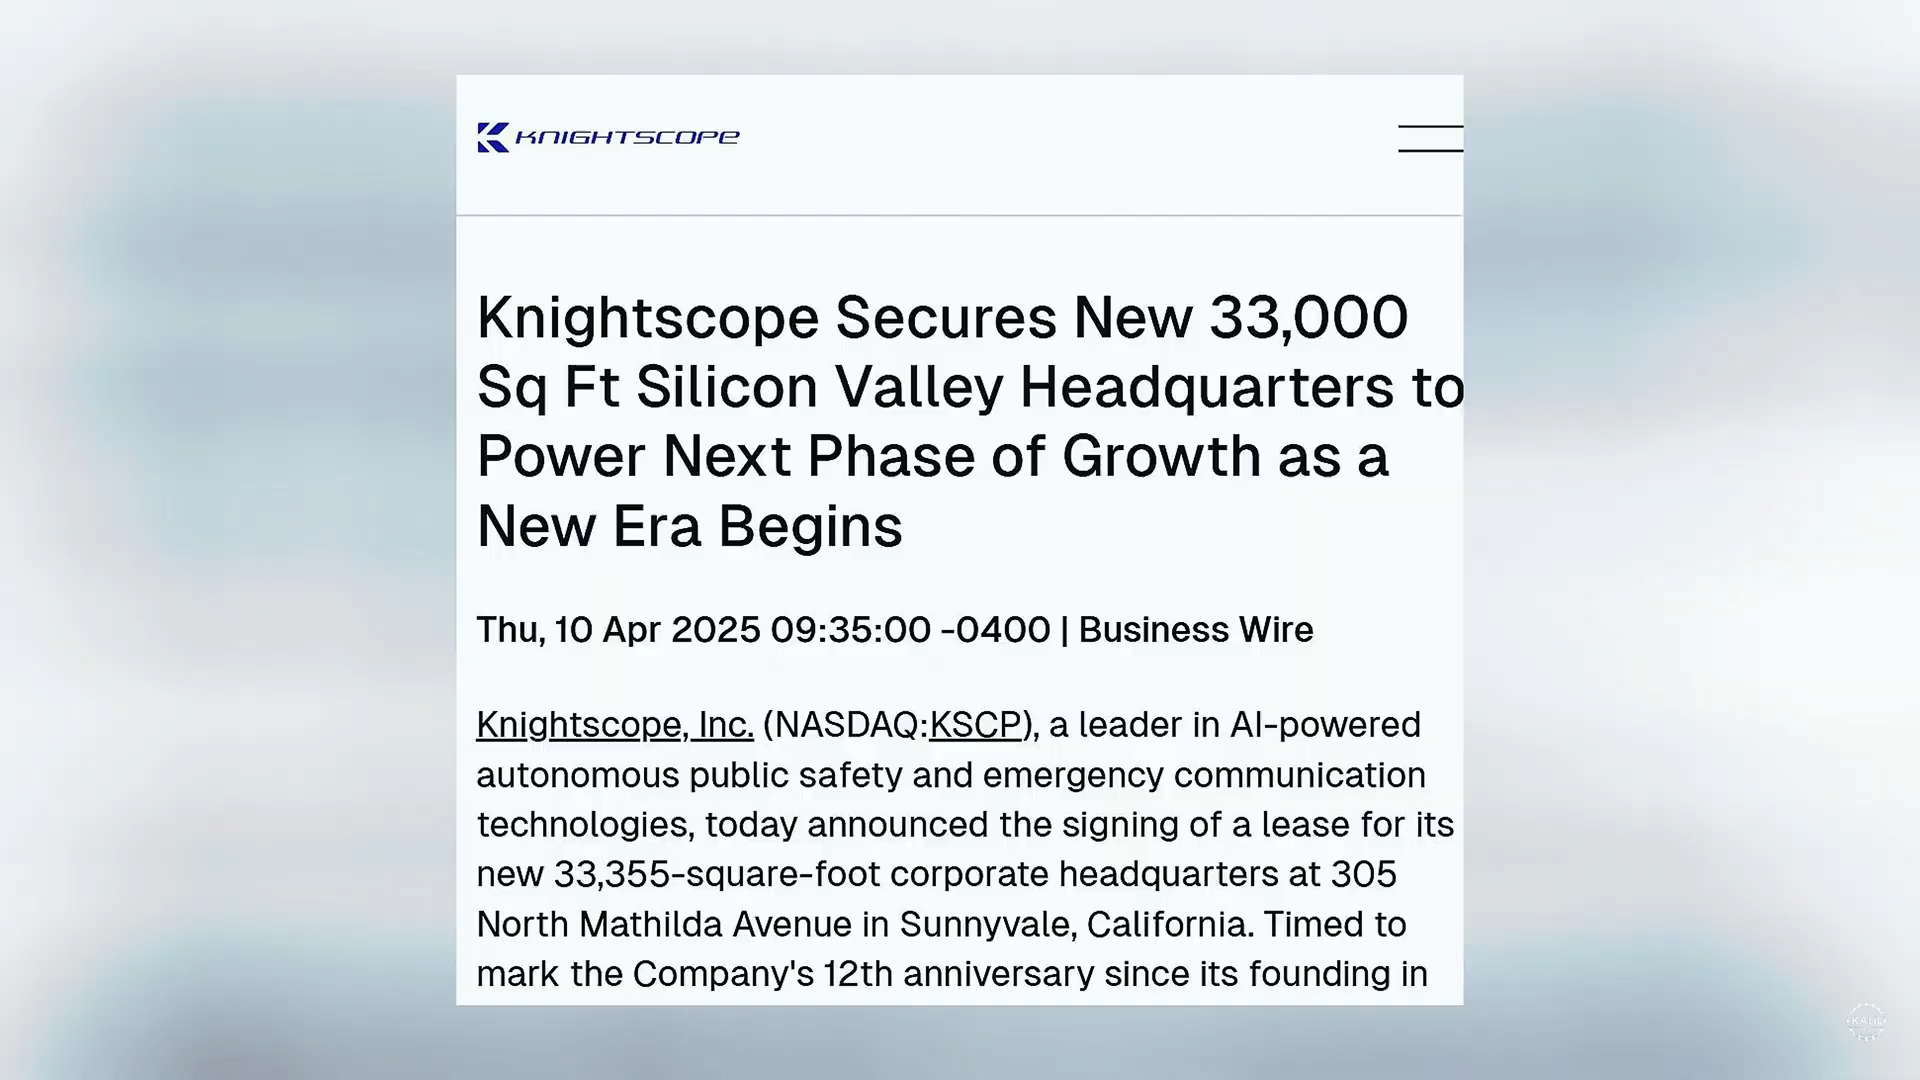 KNIGHTSCOPE
Knightscope Secures New 33,000
Sq Ft Silicon Valley Headquarters to
Power Next Phase of Growth as a
New Era Begins
Thu, 10 Apr 2025 09:35:00 -0400 | Business Wire
Knightscope, Inc. (NASDAQ:KSCP), a leader in AI-powered
autonomous public safety and emergency communication
technologies, today announced the signing of a lease for its
new 33,355-square-foot corporate headquarters at 305
North Mathilda Avenue in Sunnyvale, California. Timed to
mark the Company's 12th anniversary since its founding in